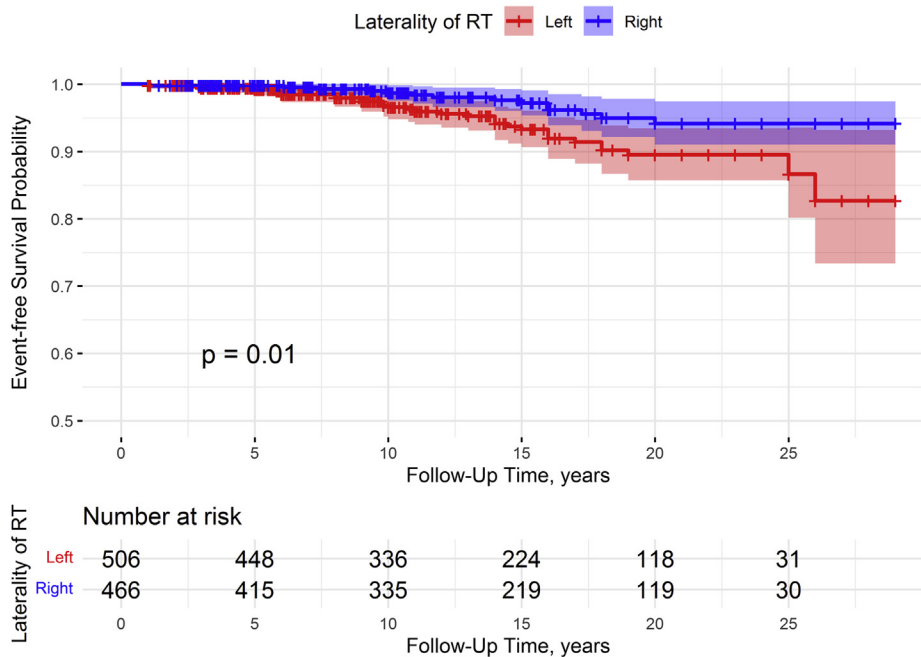 Laterality of RT Left Right
Event-free Survival Probability
1.0
0.9
0.8
0.7
0.6
0.5
p = 0.01
0 5 10 15 20 25
Follow-Up Time, years
Number at risk
Laterality of RT
Left 506 448 336 224 118 31
Right 466 415 335 219 119 30
0 5 10 15 20 25
Follow-Up Time, years